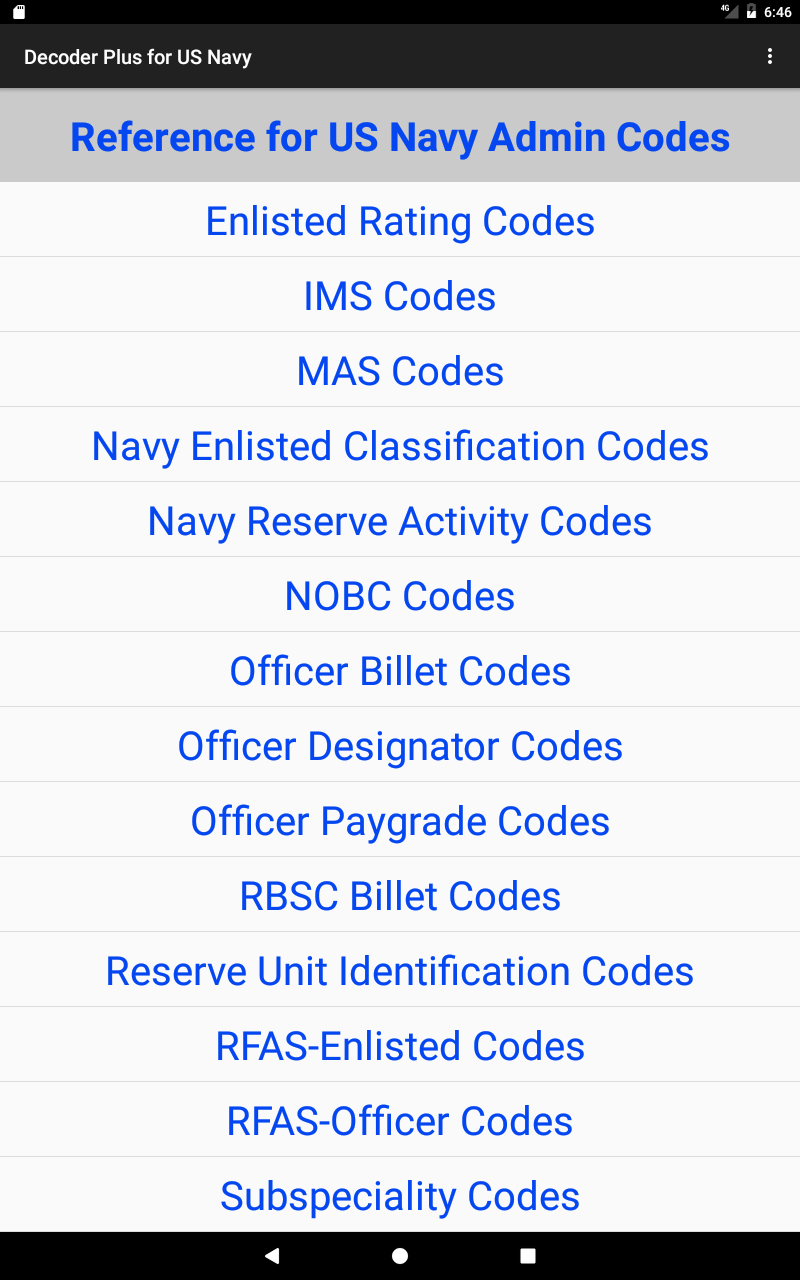 4G 6:46
Decoder Plus for US Navy
Reference for US Navy Admin Codes
Enlisted Rating Codes
IMS Codes
MAS Codes
Navy Enlisted Classification Codes
Navy Reserve Activity Codes
NOBC Codes
Officer Billet Codes
Officer Designator Codes
Officer Paygrade Codes
RBSC Billet Codes
Reserve Unit Identification Codes
RFAS-Enlisted Codes
RFAS-Officer Codes
Subspeciality Codes